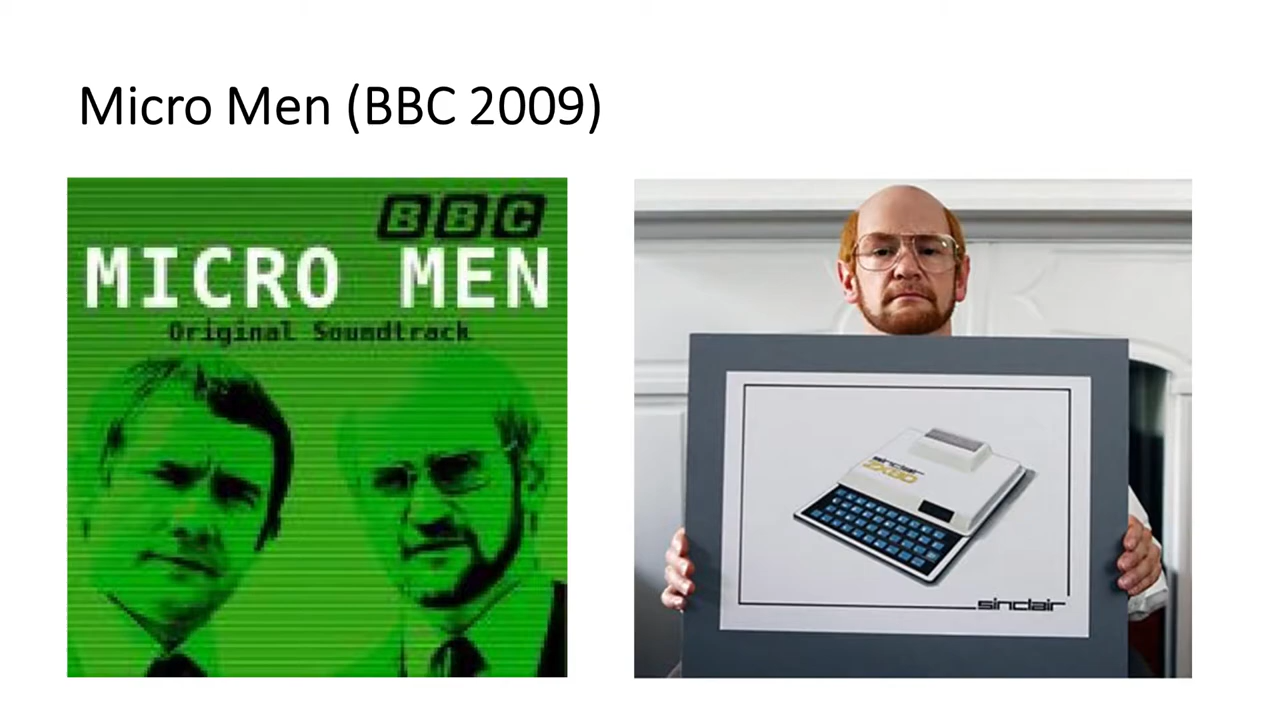 Micro Men (BBC 2009)
BBC
MICRO MEN
Original Soundtrack
sinclair
ZX80
sinclair